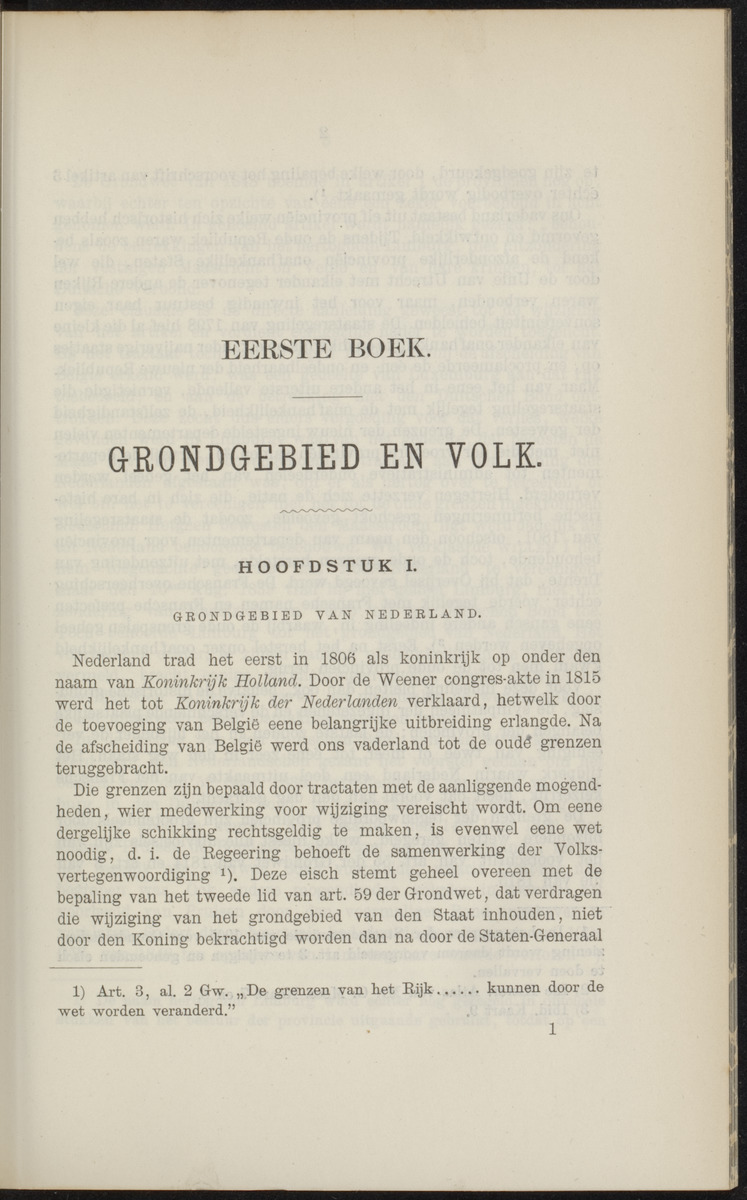 EERSTE BOEK.
GRONDGEBIED EN VOLK.
HOOFDSTUK I.
GRONDGEBIED VAN NEDERLAND.
Nederland trad het eerst in 1806 als koninkrijk op onder den
naam van Koninkrijk Holland. Door de Weener congres-akte in 1815
werd het tot Koninkrijk der Nederlanden verklaard, hetwelk door
de toevoeging van België eene belangrijke uitbreiding erlangde. Na
de afscheiding van België werd ons vaderland tot de oude grenzen
teruggebracht.
Die grenzen zijn bepaald door tractaten met de aanliggende mogend-
heden, wier medewerking voor wijziging vereischt wordt. Om eene
dergelijke schikking rechtsgeldig te maken, is evenwel eene wet
noodig, d. i. de Regeering behoeft de samenwerking der Volks-
vertegenwoordiging ¹). Deze eisch stemt geheel overeen met de
bepaling van het tweede lid van art. 59 der Grondwet, dat verdragen
die wijziging van het grondgebied van den Staat inhouden, niet
door den Koning bekrachtigd worden dan na door de Staten-Generaal
1) Art. 3, al. 2 Gw. „De grenzen van het Rijk...... kunnen door de
wet worden veranderd.”
1